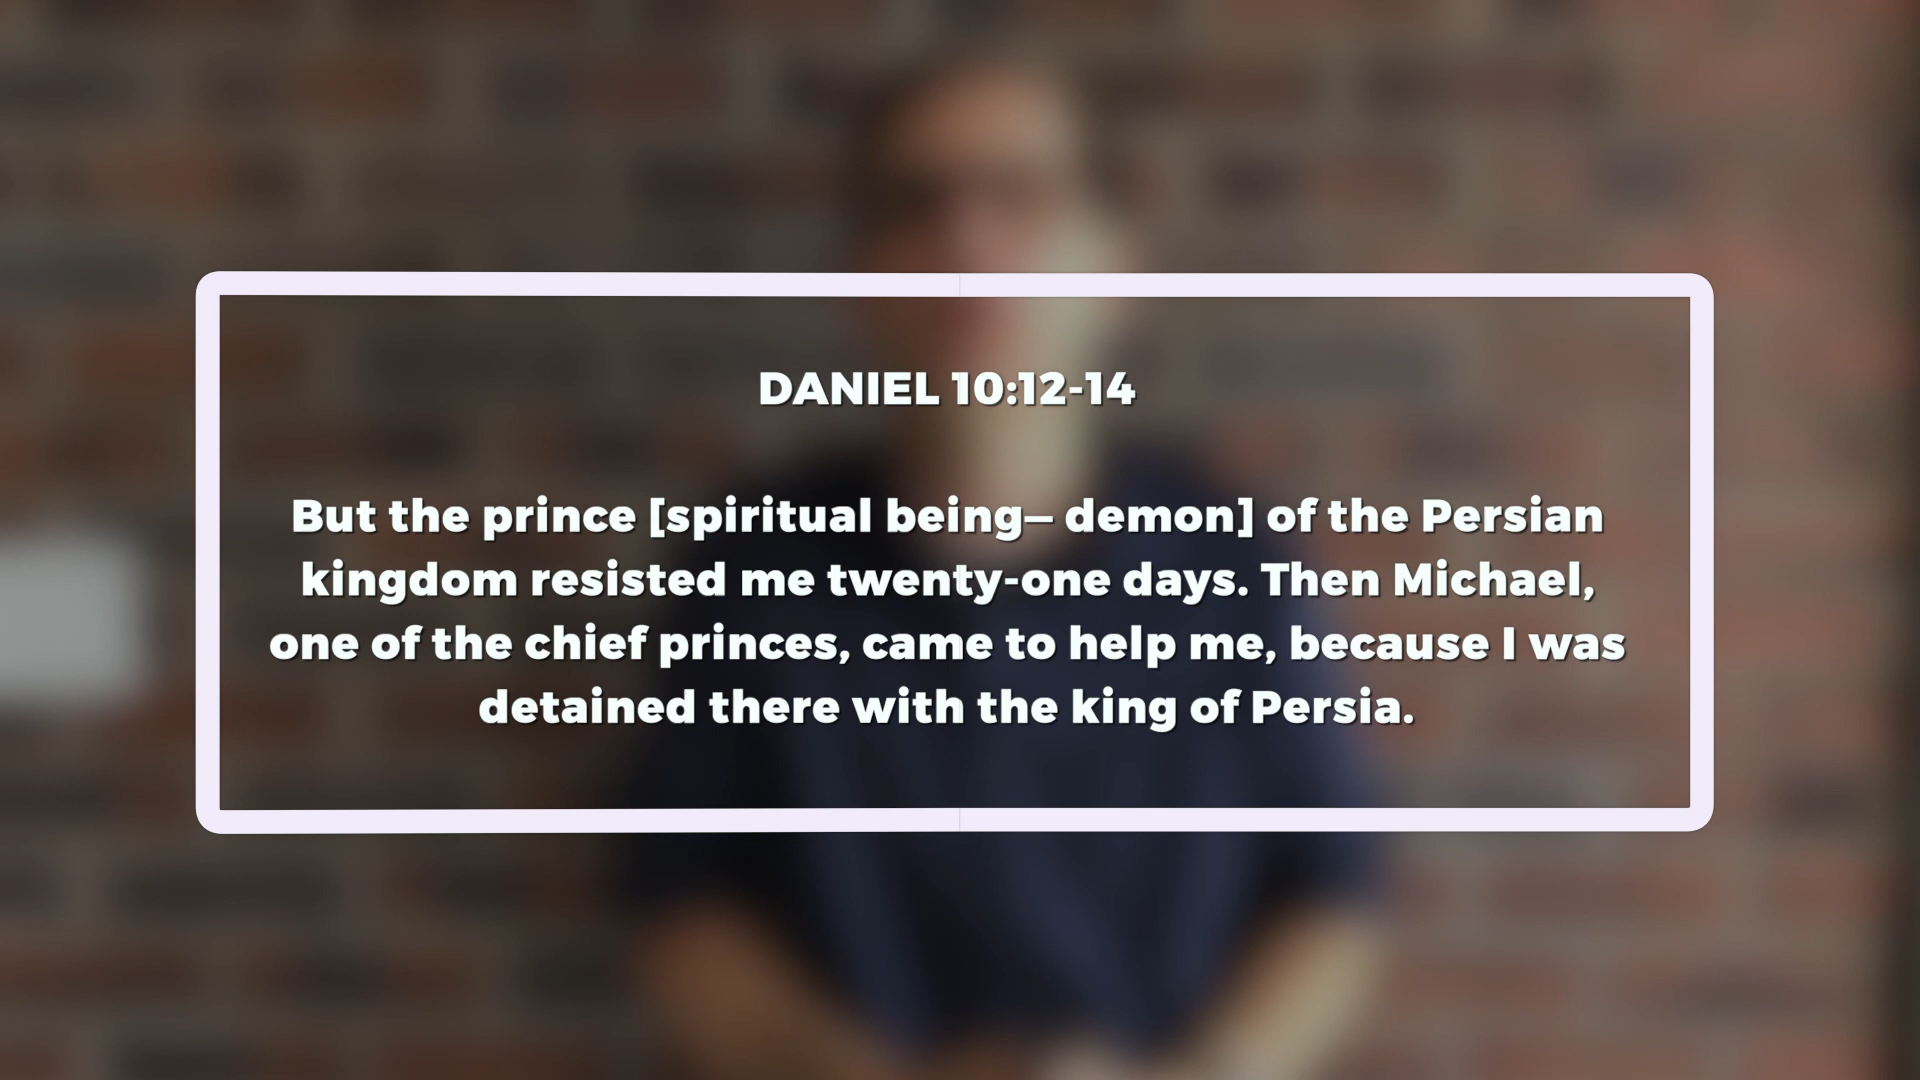 DANIEL 10:12-14
But the prince [spiritual being— demon] of the Persian
kingdom resisted me twenty-one days. Then Michael,
one of the chief princes, came to help me, because I was
detained there with the king of Persia.